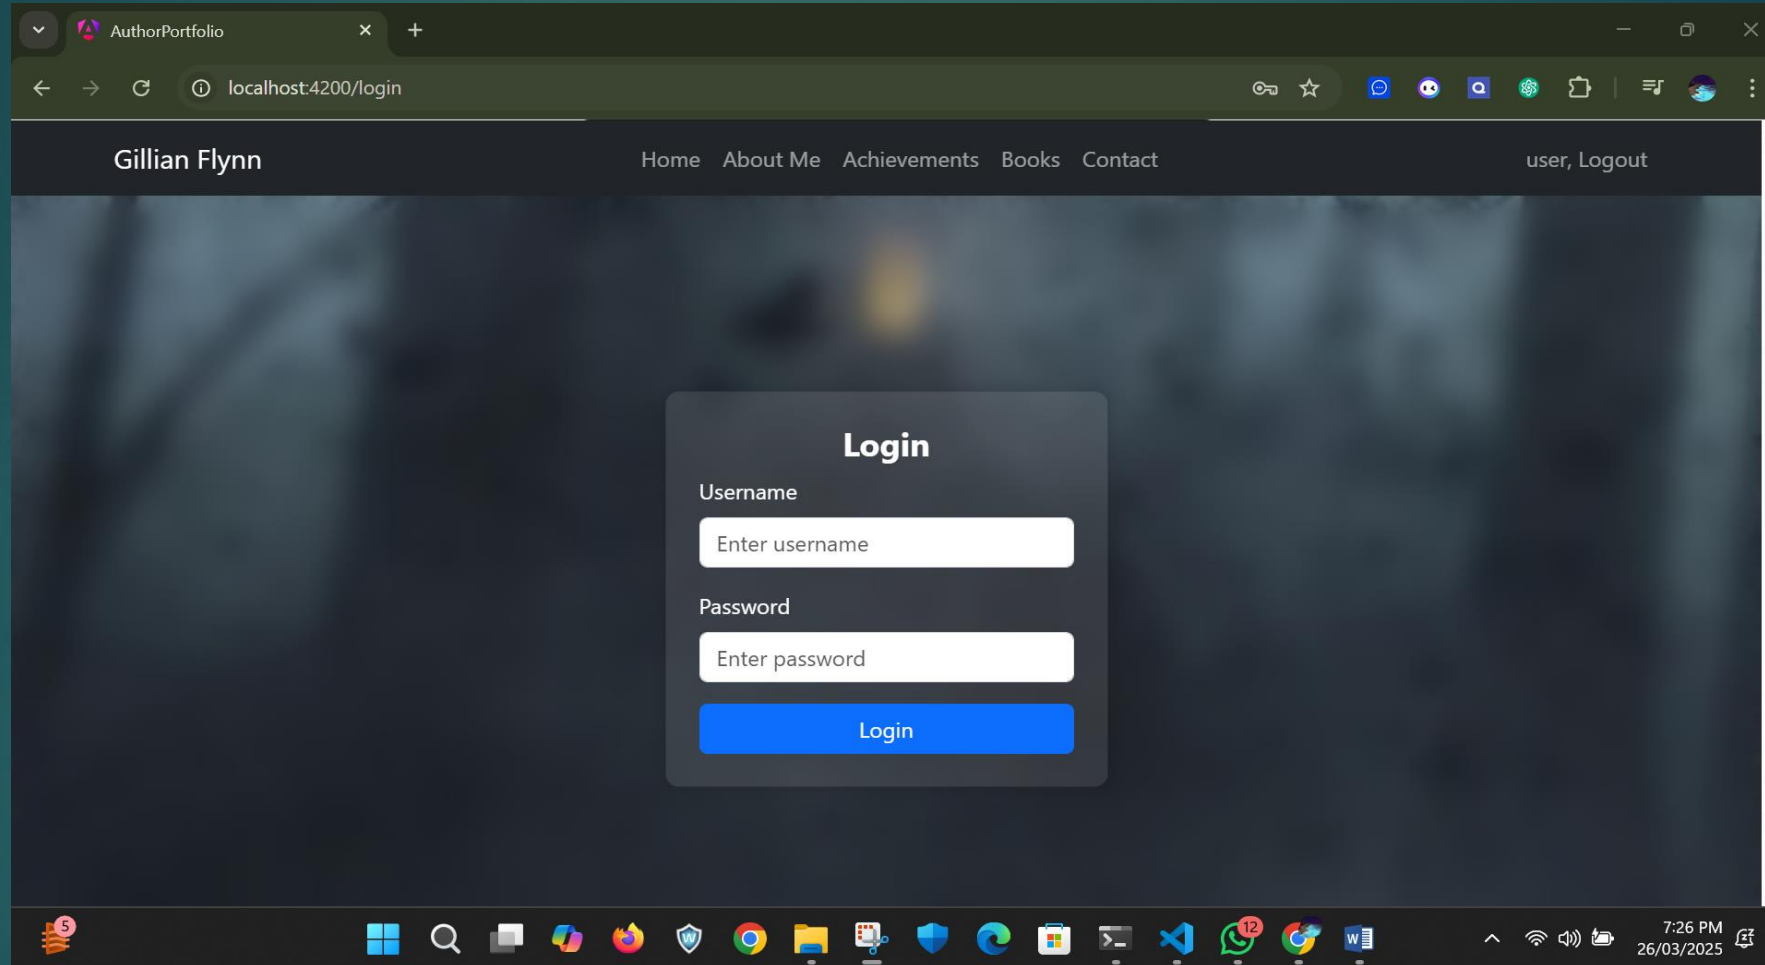 AuthorPortfolio
localhost:4200/login
Gillian Flynn Home About Me Achievements Books Contact user, Logout
Login
Username
Enter username
Password
Enter password
Login
5 W 12 W 7:26 PM
26/03/2025